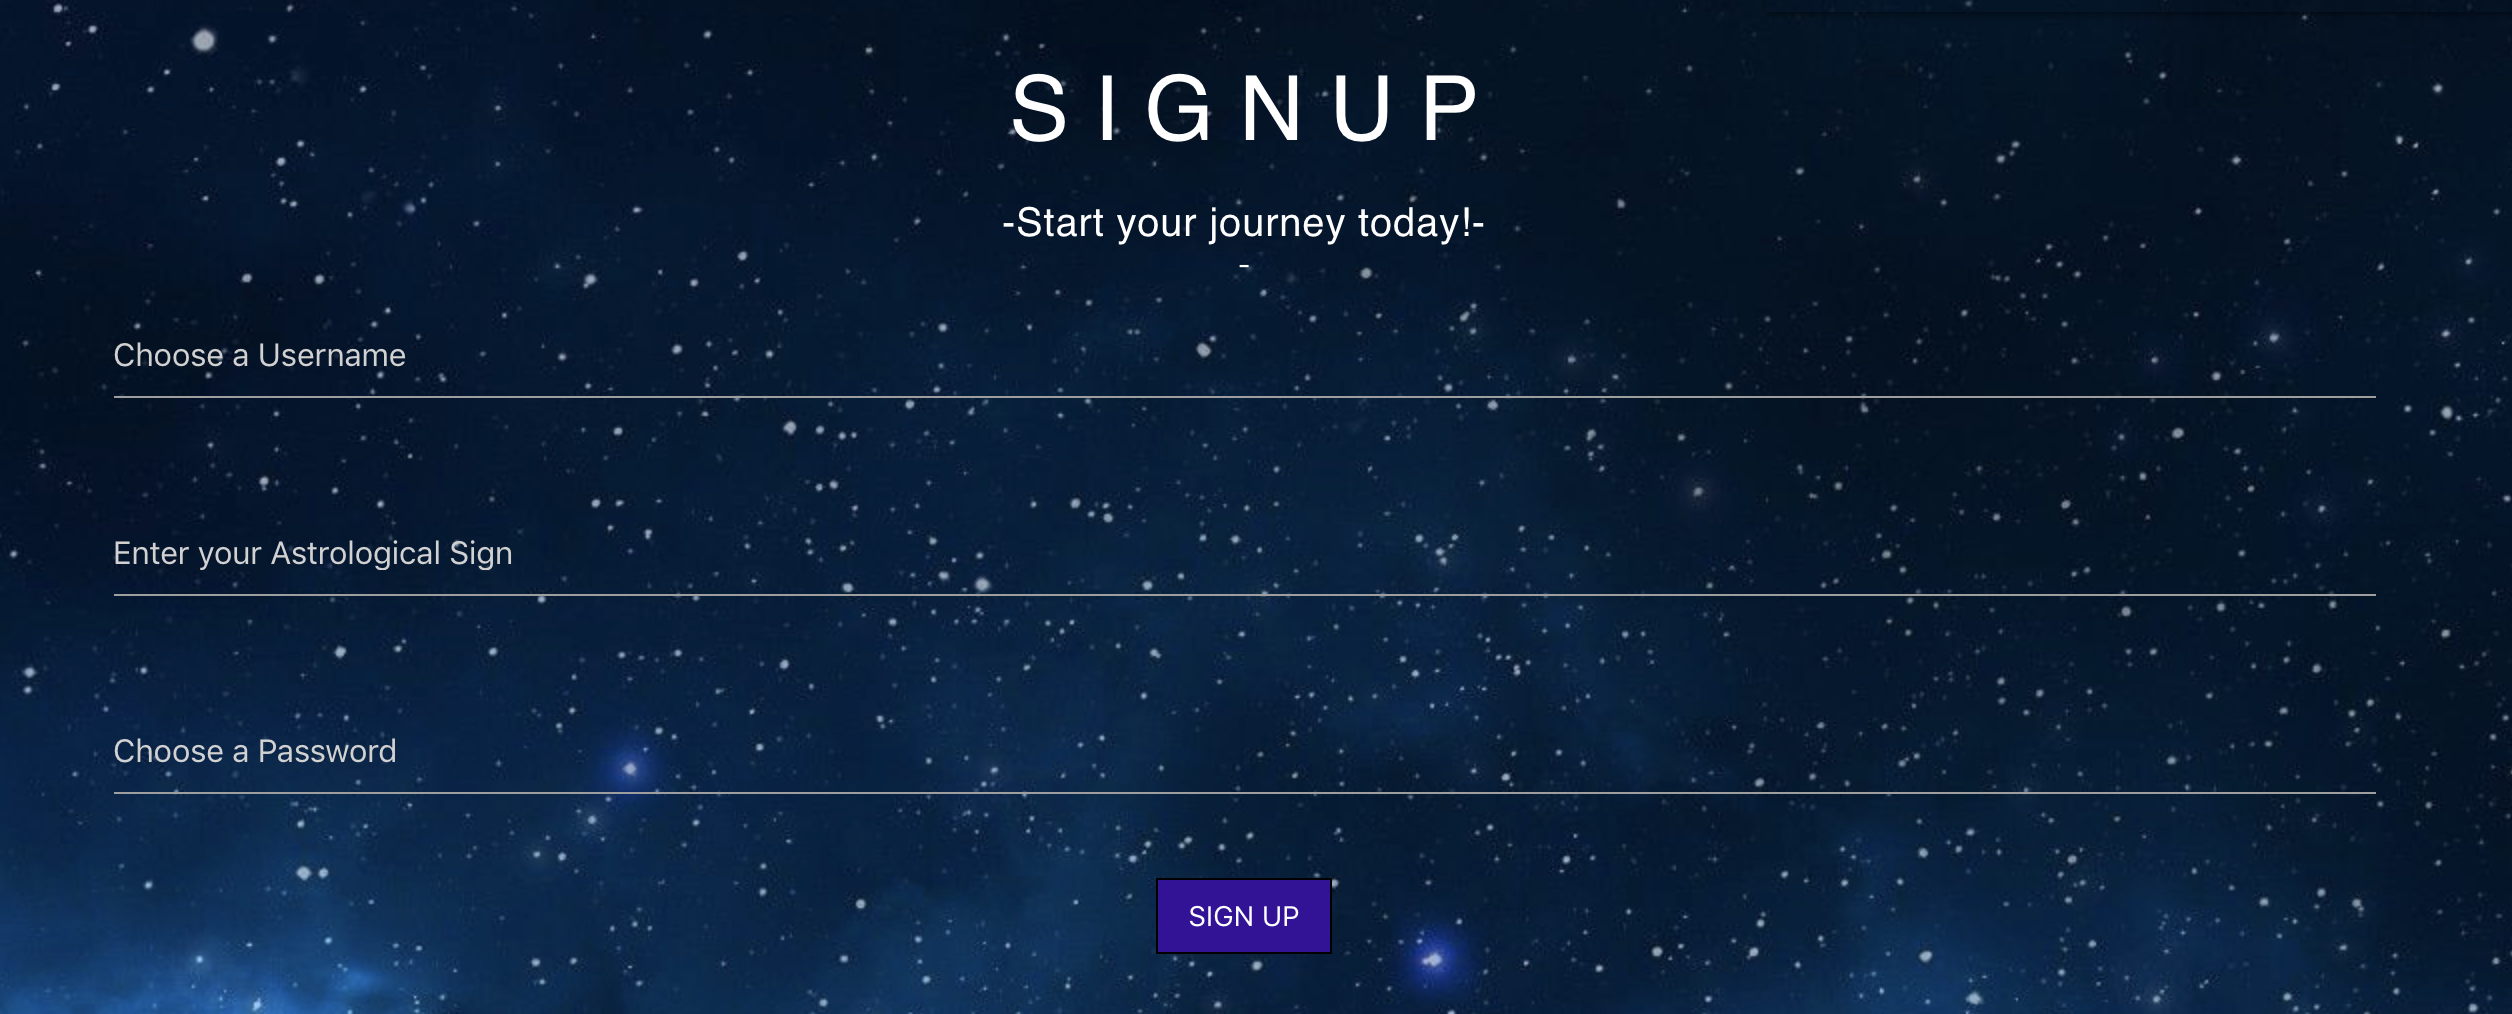 SIGNUP
-Start your journey today!-
-
Choose a Username
Enter your Astrological Sign
Choose a Password
SIGN UP